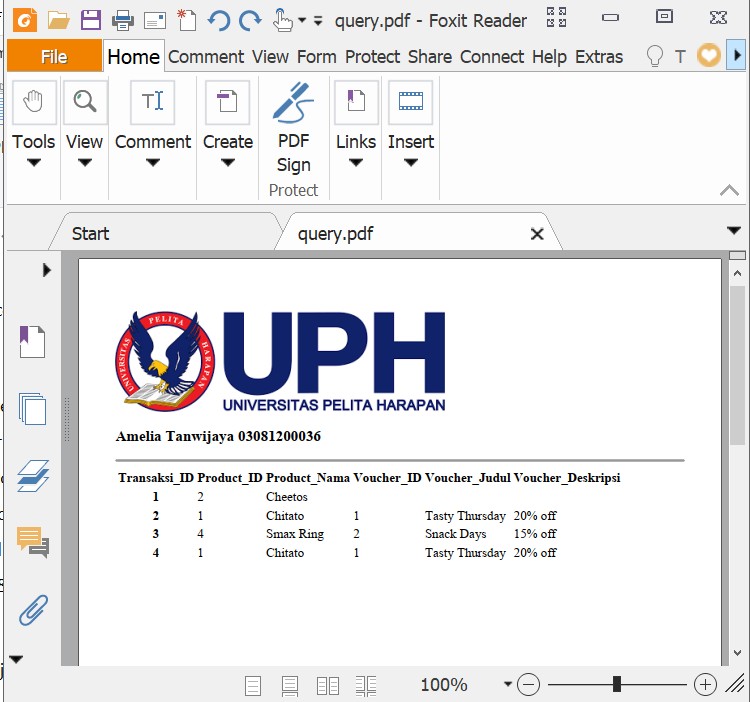 query.pdf - Foxit Reader
File Home Comment View Form Protect Share Connect Help Extras T
Tools View Comment Create PDF Sign Links Insert
Protect
Start query.pdf
UNIVERSITAS PELITA HARAPAN
UPH
UNIVERSITAS PELITA HARAPAN
Amelia Tanwijaya 03081200036
Transaksi_ID Product_ID Product_Nama Voucher_ID Voucher_Judul Voucher_Deskripsi
1 2 Cheetos
2 1 Chitato 1 Tasty Thursday 20% off
3 4 Smax Ring 2 Snack Days 15% off
4 1 Chitato 1 Tasty Thursday 20% off
100%